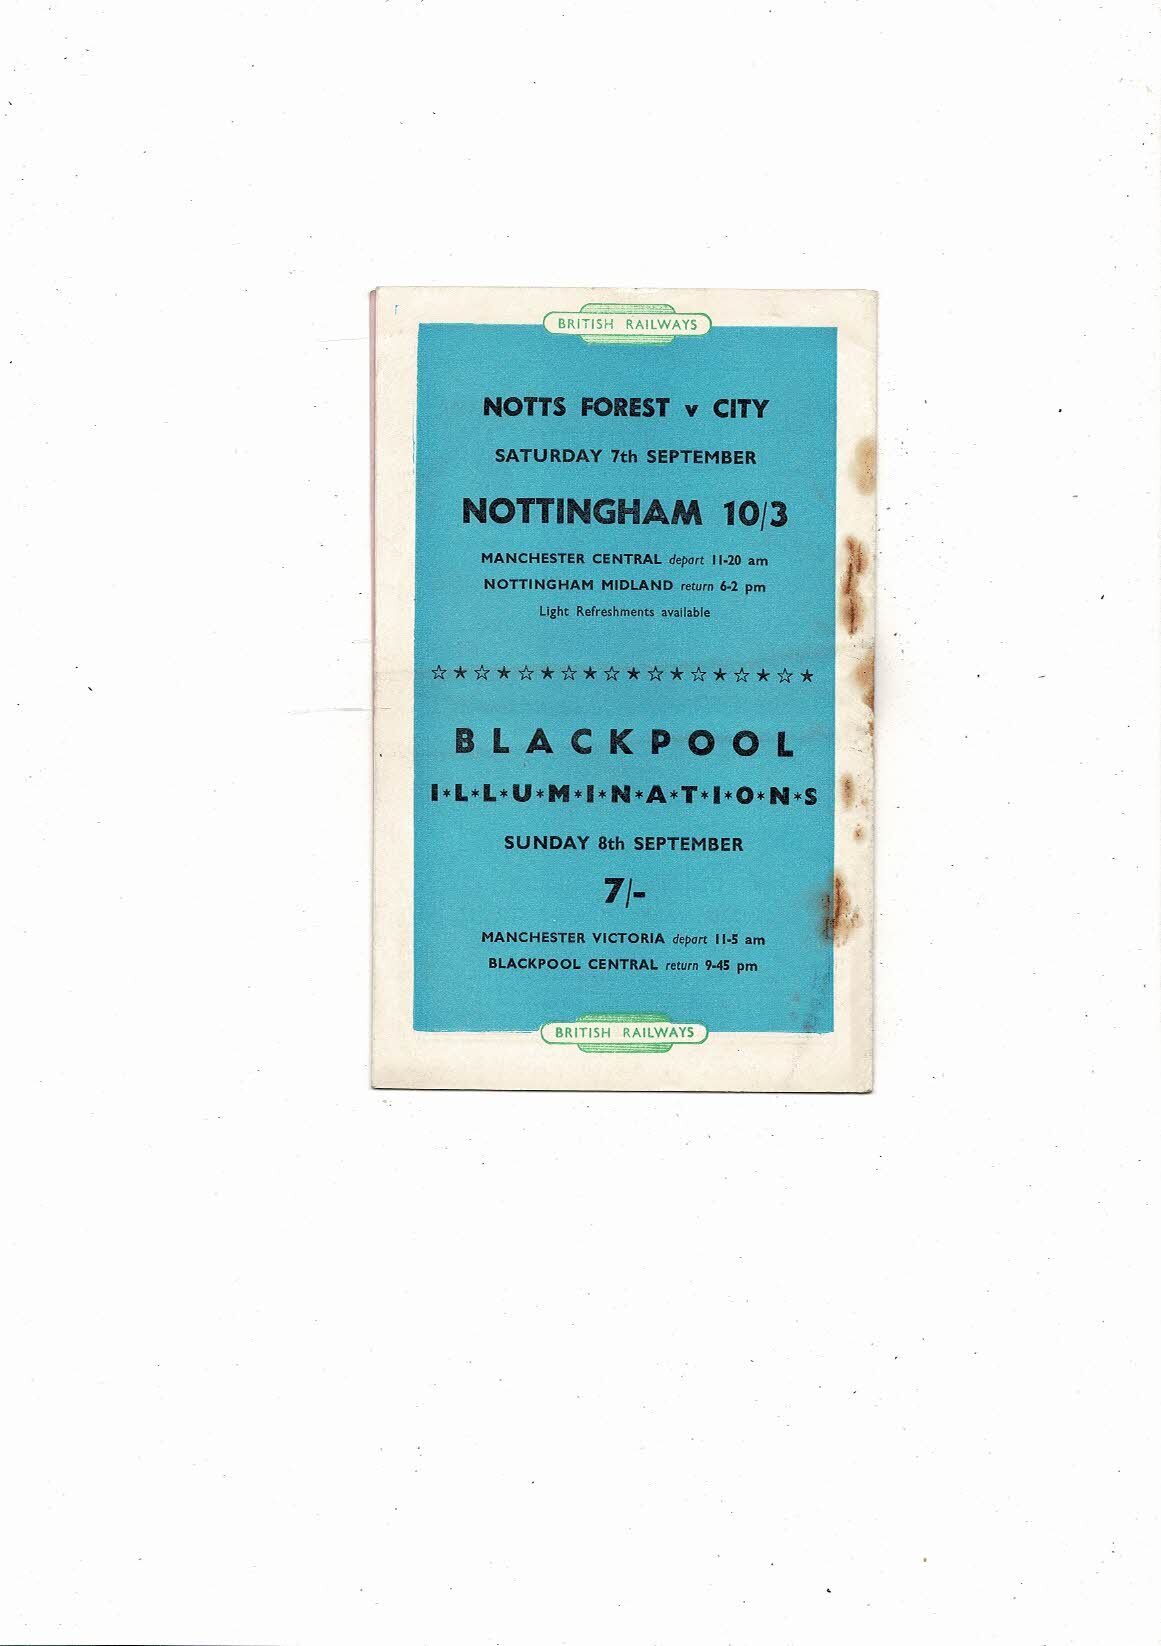 BRITISH RAILWAYS
NOTTS FOREST v CITY
SATURDAY 7th SEPTEMBER
NOTTINGHAM 10/3
MANCHESTER CENTRAL depart 11-20 am
NOTTINGHAM MIDLAND return 6-2 pm
Light Refreshments available
☆★☆★☆★☆★☆★☆★☆★☆★☆★
BLACKPOOL
I*L*L*U*M*I*N*A*T*I*O*N*S
SUNDAY 8th SEPTEMBER
7/-
MANCHESTER VICTORIA depart 11-5 am
BLACKPOOL CENTRAL return 9-45 pm
BRITISH RAILWAYS